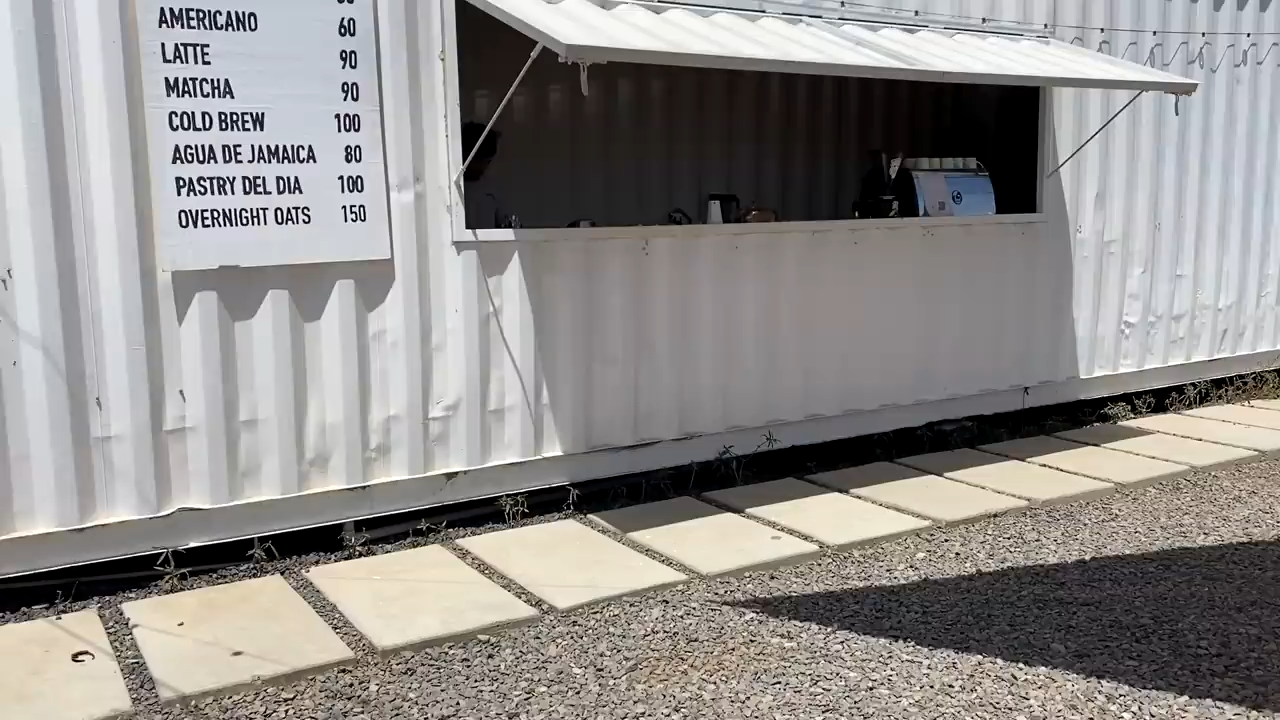 AMERICANO 60
LATTE 90
MATCHA 90
COLD BREW 100
AGUA DE JAMAICA 80
PASTRY DEL DIA 100
OVERNIGHT OATS 150